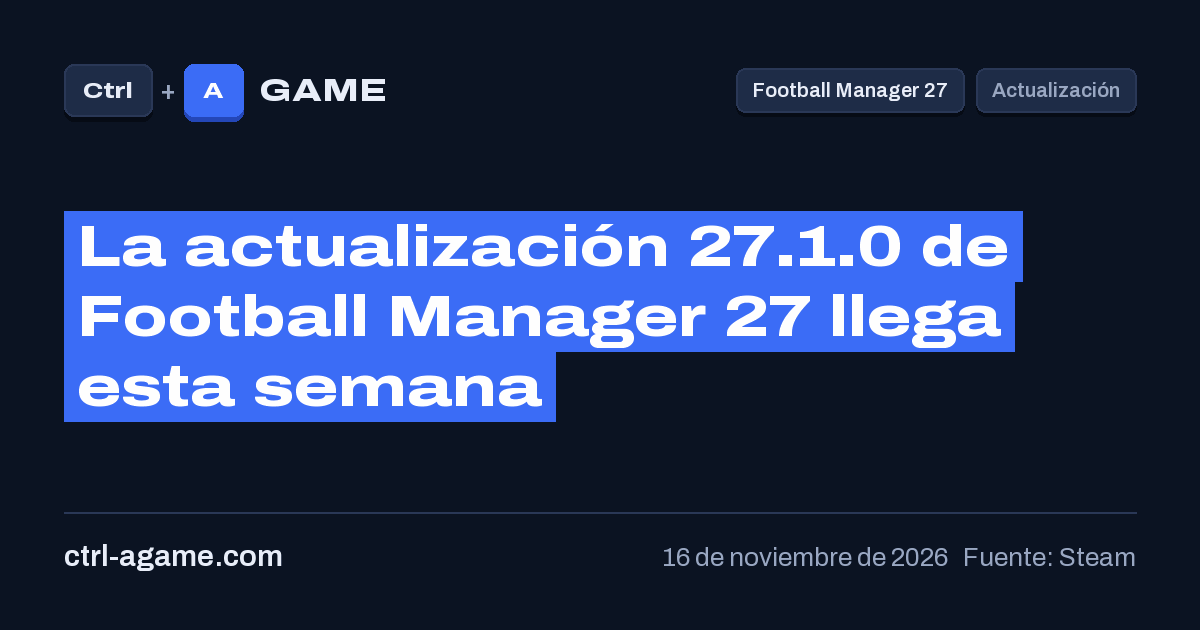 Ctrl + A GAME
Football Manager 27 Actualización
La actualización 27.1.0 de
Football Manager 27 llega
esta semana
ctrl-agame.com
16 de noviembre de 2026 Fuente: Steam